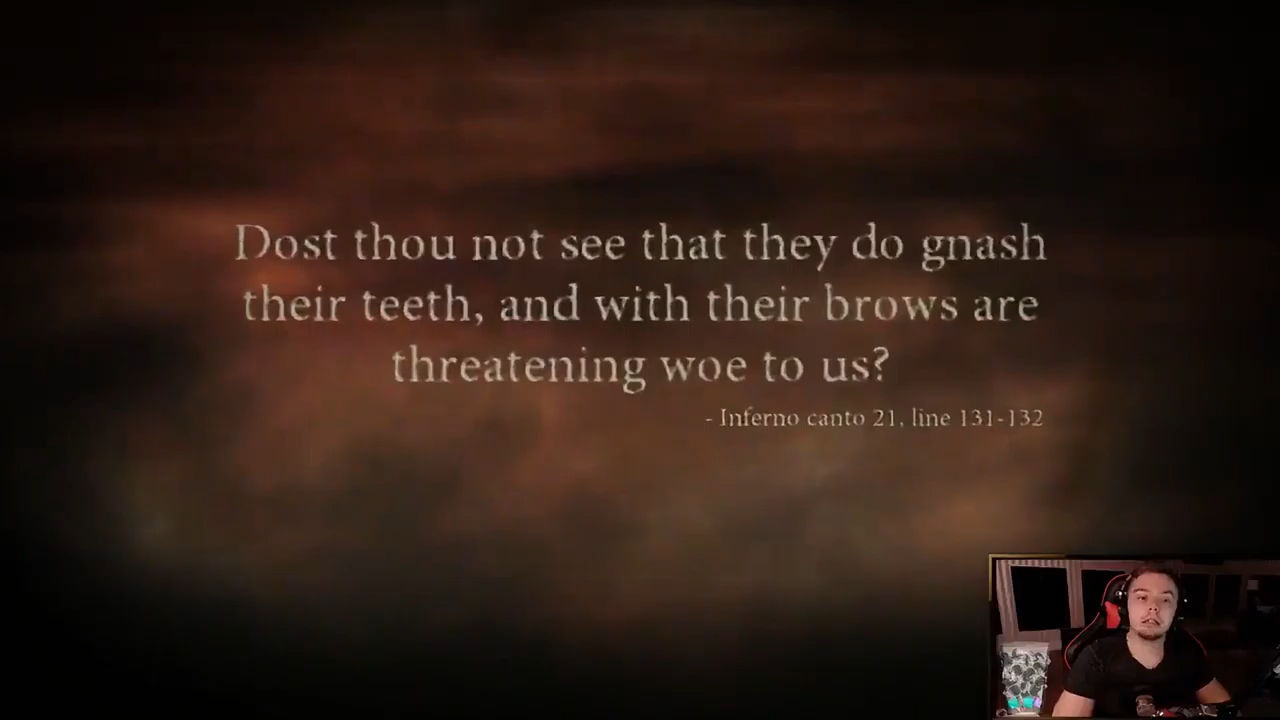 Dost thou not see that they do gnash
their teeth, and with their brows are
threatening woe to us?
- Inferno canto 21, line 131-132